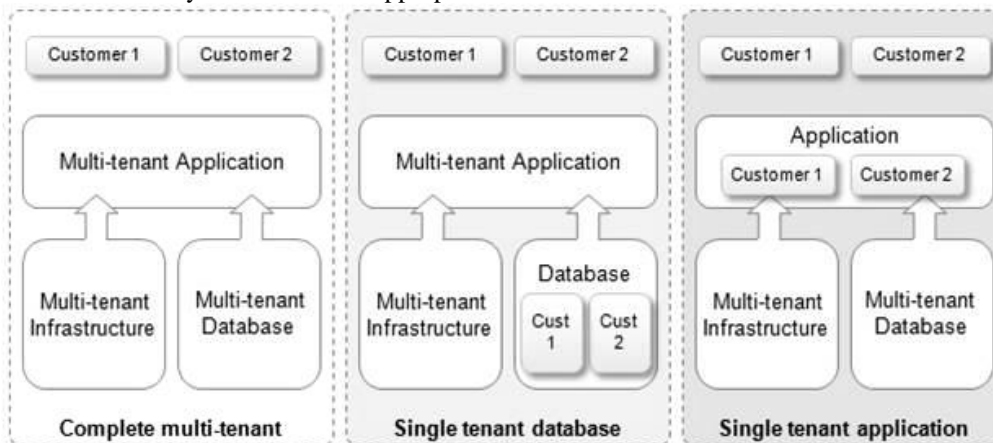 Customer 1
Customer 2
Multi-tenant Application
Multi-tenant
Infrastructure
Multi-tenant
Database
Complete multi-tenant
Customer 1
Customer 2
Multi-tenant Application
Multi-tenant
Infrastructure
Database
Cust
1
Cust
2
Single tenant database
Customer 1
Customer 2
Application
Customer 1
Customer 2
Multi-tenant
Infrastructure
Multi-tenant
Database
Single tenant application